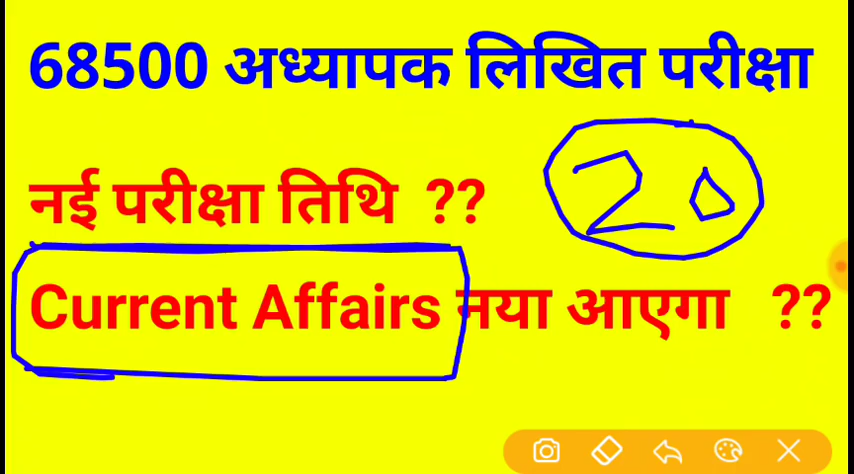 68500 अध्यापक लिखित परीक्षा
नई परीक्षा तिथि ??
20
Current Affairs नया आएगा ??